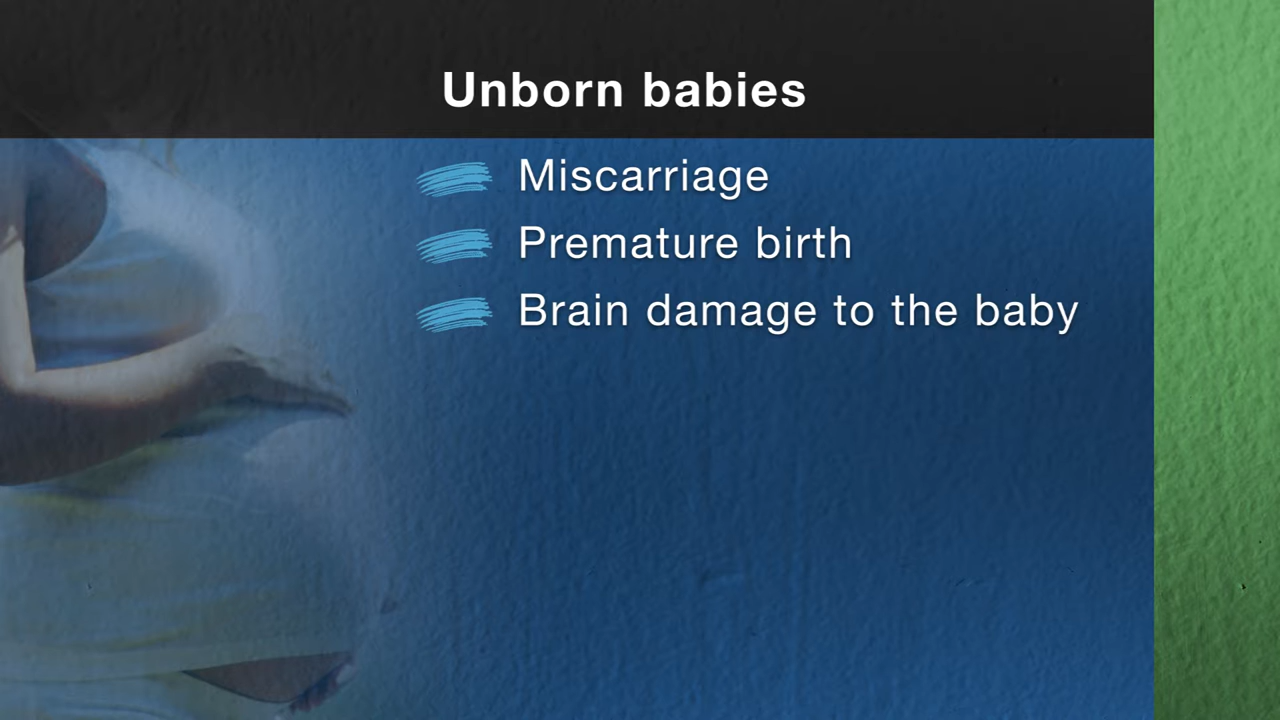 Unborn babies
Miscarriage
Premature birth
Brain damage to the baby